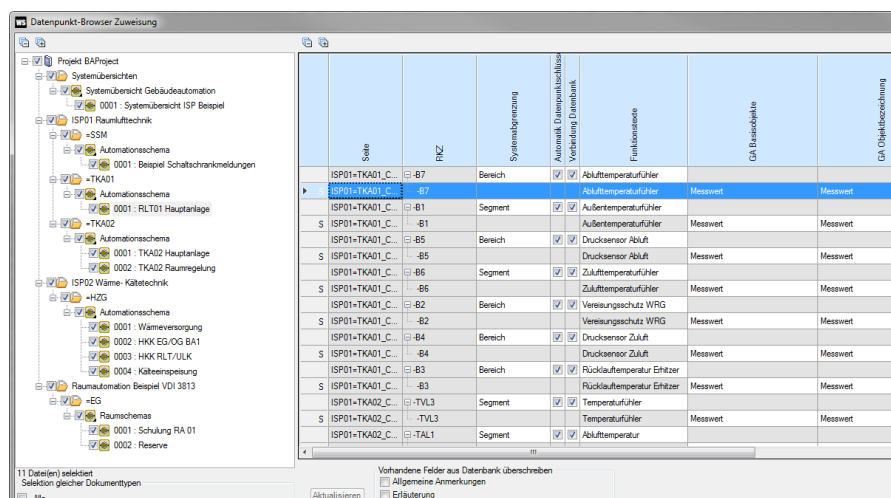 WS Datenpunkt-Browser Zuweisung
Projekt BAProject
Systemübersichten
Systemübersicht Gebäudeautomation
0001 : Systemübersicht ISP Beispiel
ISP01 Raumlufttechnik
=SSM
Automationsschema
0001 : Beispiel Schaltschrankmeldungen
=TKA01
Automationsschema
0001 : RLT01 Hauptanlage
=TKA02
Automationsschema
0001 : TKA02 Hauptanlage
0002 : TKA02 Raumregelung
ISP02 Wärme- Kältetechnik
=HZG
Automationsschema
0001 : Wärmeversorgung
0002 : HKK EG/OG BA1
0003 : HKK RLT/ULK
0004 : Kälteeinspeisung
Raumautomation Beispiel VDI 3813
=EG
Raumschemas
0001 : Schulung RA 01
0002 : Reserve
11 Datei(en) selektiert
Selektion gleicher Dokumenttypen
Seite RKZ Systemabgrenzung Automatik Datenpunktschlüsse Verbindung Datenbank Funktionstexte GA Basisobjekte GA Objektbezeichnung
ISP01=TKA01_C... -B7 Bereich Ablufttemperaturfühler
S ISP01=TKA01_C... -B7 Ablufttemperaturfühler Messwert Messwert
ISP01=TKA01_C... -B1 Segment Außentemperaturfühler
S ISP01=TKA01_C... -B1 Außentemperaturfühler Messwert Messwert
ISP01=TKA01_C... -B5 Bereich Drucksensor Abluft
S ISP01=TKA01_C... -B5 Drucksensor Abluft Messwert Messwert
ISP01=TKA01_C... -B6 Segment Zulufttemperaturfühler
S ISP01=TKA01_C... -B6 Zulufttemperaturfühler Messwert Messwert
ISP01=TKA01_C... -B2 Bereich Vereisungsschutz WRG
S ISP01=TKA01_C... -B2 Vereisungsschutz WRG Messwert Messwert
ISP01=TKA01_C... -B4 Bereich Drucksensor Zuluft
S ISP01=TKA01_C... -B4 Drucksensor Zuluft Messwert Messwert
ISP01=TKA01_C... -B3 Bereich Rücklauftemperatur Erhitzer
S ISP01=TKA01_C... -B3 Rücklauftemperatur Erhitzer Messwert Messwert
ISP01=TKA02_C... -TVL3 Segment Temperaturfühler
S ISP01=TKA02_C... -TVL3 Temperaturfühler Messwert Messwert
ISP01=TKA02_C... -TAL1 Segment Ablufttemperatur
Aktualisieren
Vorhandene Felder aus Datenbank überschreiben
Allgemeine Anmerkungen
Erläuterung